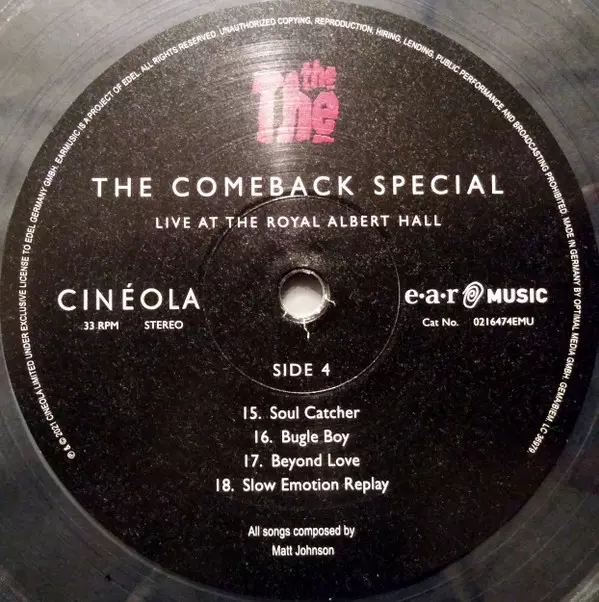 ℗ & © 2021 CINEOLA LIMITED UNDER EXCLUSIVE LICENSE TO EDEL GERMANY GMBH. EARMUSIC IS A PROJECT OF EDEL. ALL RIGHTS RESERVED. UNAUTHORIZED COPYING, REPRODUCTION, HIRING, LENDING, PUBLIC PERFORMANCE AND BROADCASTING PROHIBITED. MADE IN GERMANY BY OPTIMAL MEDIA GMBH. GEMA/BIEM. LC 36979.
the
The
THE COMEBACK SPECIAL
LIVE AT THE ROYAL ALBERT HALL
CINÉOLA
33 RPM STEREO
e·a·r MUSIC
Cat No. 0216474EMU
SIDE 4
15. Soul Catcher
16. Bugle Boy
17. Beyond Love
18. Slow Emotion Replay
All songs composed by
Matt Johnson